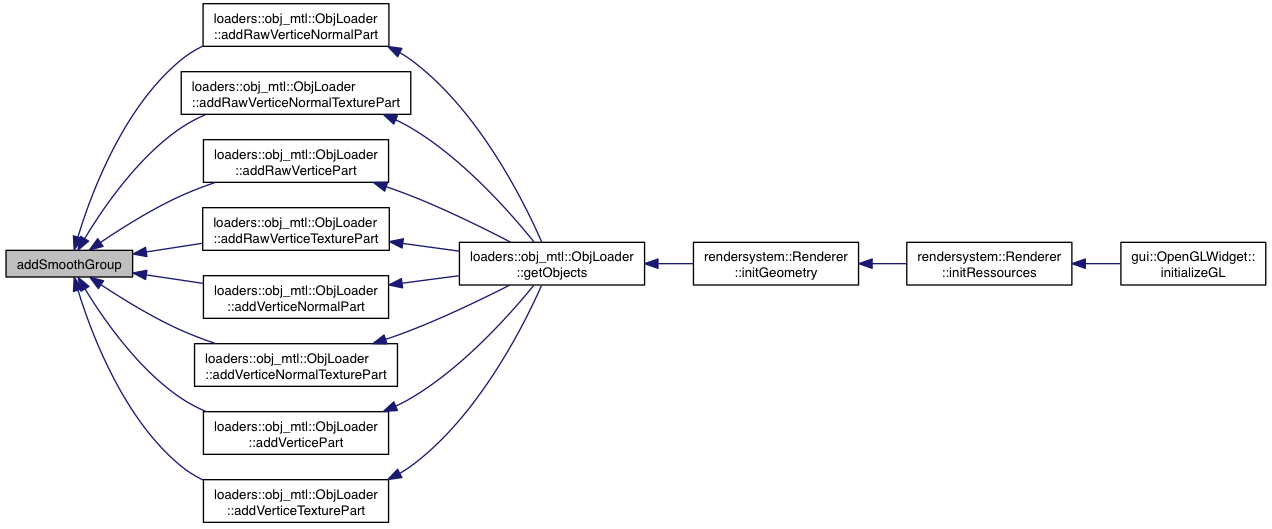 loaders::obj_mtl::ObjLoader
::addRawVerticeNormalPart
loaders::obj_mtl::ObjLoader
::addRawVerticeNormalTexturePart
loaders::obj_mtl::ObjLoader
::addRawVerticePart
loaders::obj_mtl::ObjLoader
::addRawVerticeTexturePart
addSmoothGroup
loaders::obj_mtl::ObjLoader
::getObjects
rendersystem::Renderer
::initGeometry
rendersystem::Renderer
::initRessources
gui::OpenGLWidget::
initializeGL
loaders::obj_mtl::ObjLoader
::addVerticeNormalPart
loaders::obj_mtl::ObjLoader
::addVerticeNormalTexturePart
loaders::obj_mtl::ObjLoader
::addVerticePart
loaders::obj_mtl::ObjLoader
::addVerticeTexturePart